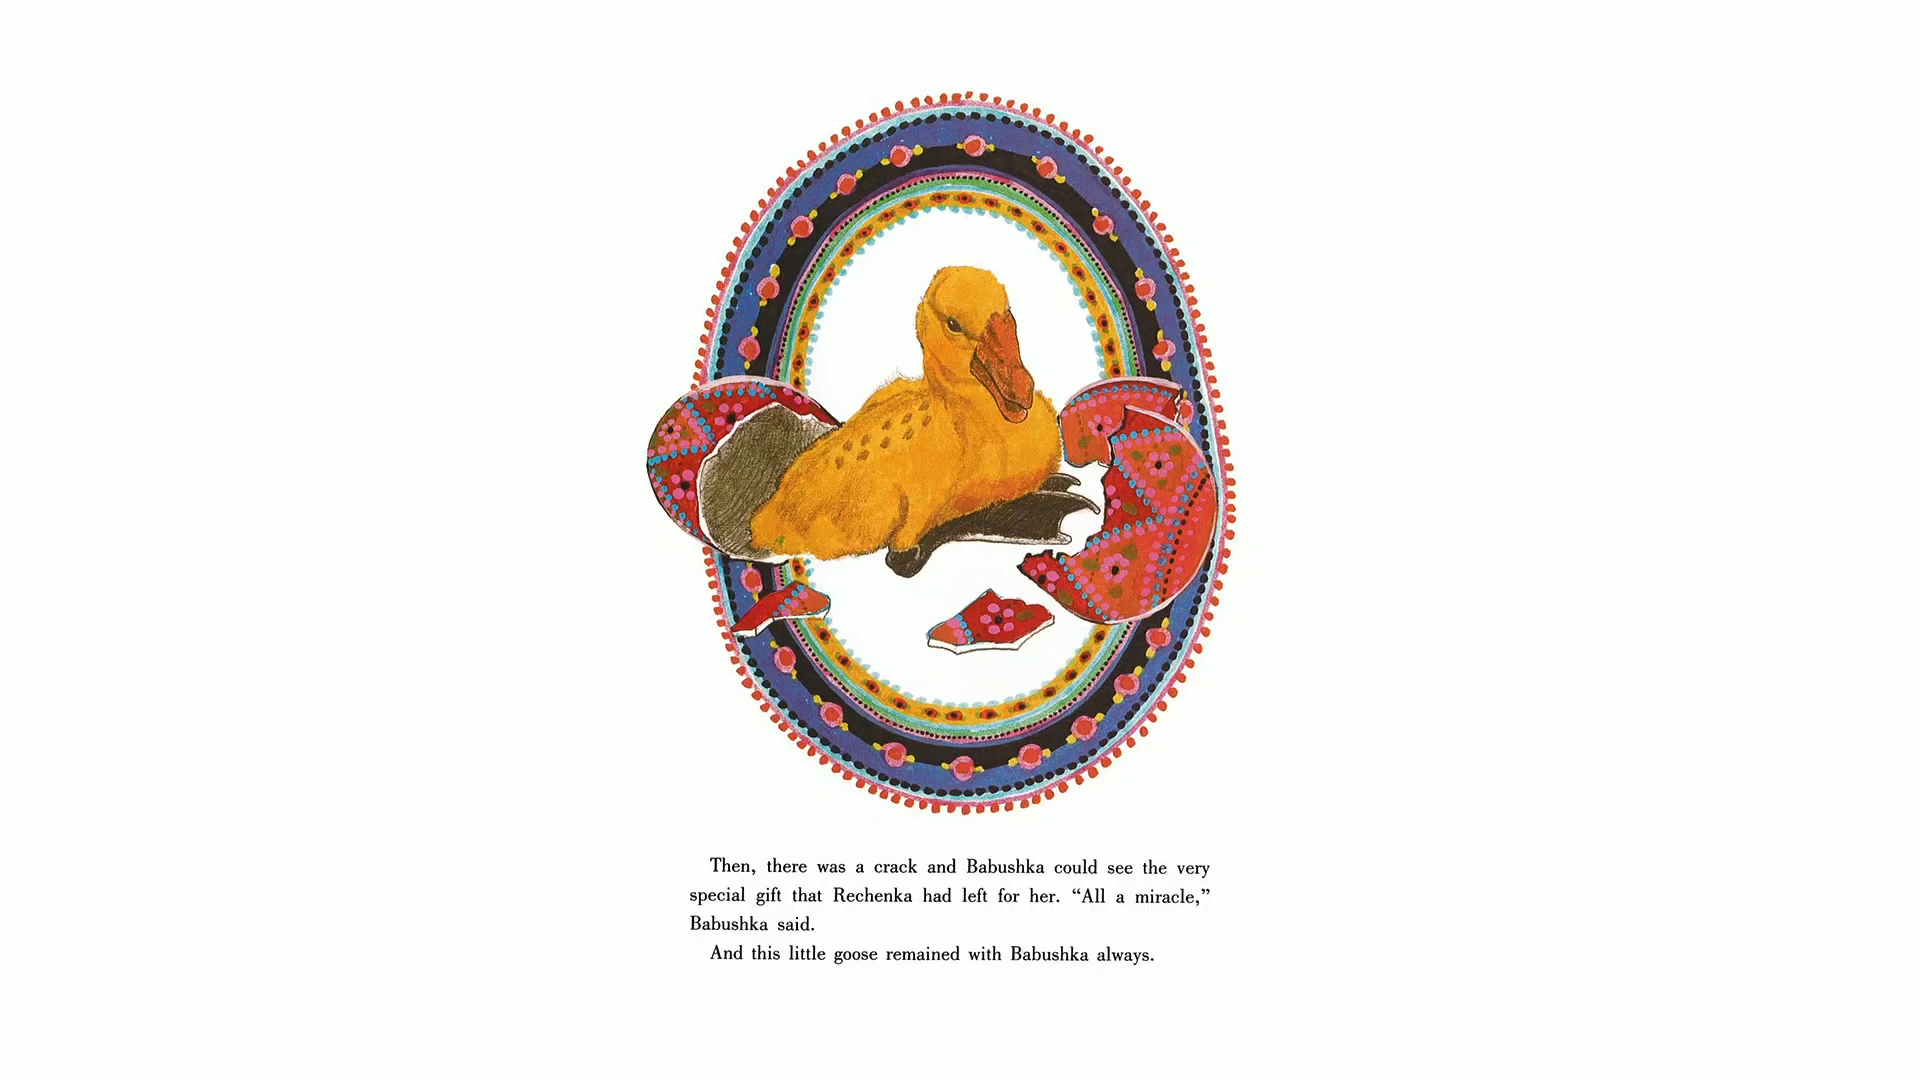 Then, there was a crack and Babushka could see the very
special gift that Rechenka had left for her. “All a miracle,”
Babushka said.
And this little goose remained with Babushka always.